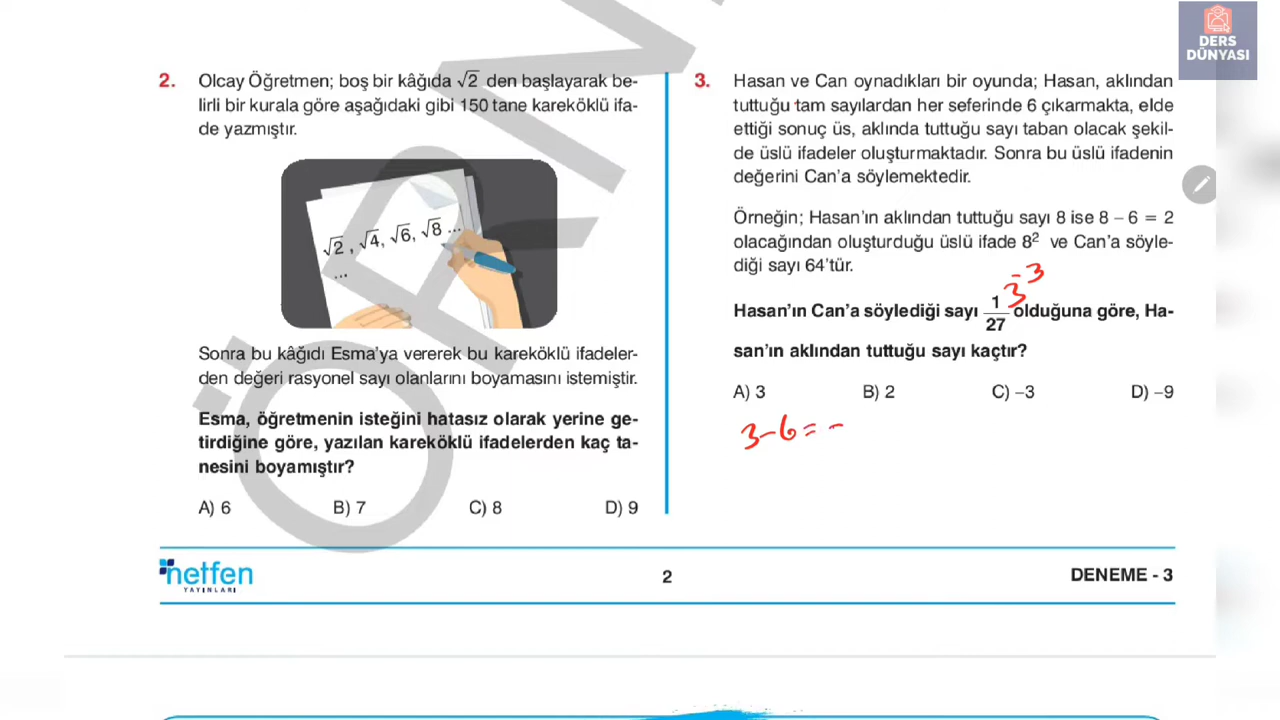 DERS
DÜNYASI
2. Olcay Öğretmen; boş bir kâğıda √2 den başlayarak be-
lirli bir kurala göre aşağıdaki gibi 150 tane kareköklü ifa-
de yazmıştır.
√2 , √4, √6, √8 ...
...
Sonra bu kâğıdı Esma'ya vererek bu kareköklü ifadeler-
den değeri rasyonel sayı olanlarını boyamasını istemiştir.
Esma, öğretmenin isteğini hatasız olarak yerine ge-
tirdiğine göre, yazılan kareköklü ifadelerden kaç ta-
nesini boyamıştır?
A) 6 B) 7 C) 8 D) 9
3. Hasan ve Can oynadıkları bir oyunda; Hasan, aklından
tuttuğu tam sayılardan her seferinde 6 çıkarmakta, elde
ettiği sonuç üs, aklında tuttuğu sayı taban olacak şekil-
de üslü ifadeler oluşturmaktadır. Sonra bu üslü ifadenin
değerini Can'a söylemektedir.
Örneğin; Hasan'ın aklından tuttuğu sayı 8 ise 8 – 6 = 2
olacağından oluşturduğu üslü ifade 8² ve Can'a söyle-
diği sayı 64'tür.
3⁻³
Hasan'ın Can'a söylediği sayı 1/27 olduğuna göre, Ha-
san'ın aklından tuttuğu sayı kaçtır?
A) 3 B) 2 C) –3 D) –9
3-6=-
netfen
YAYINLARI
2
DENEME - 3
ÖRN